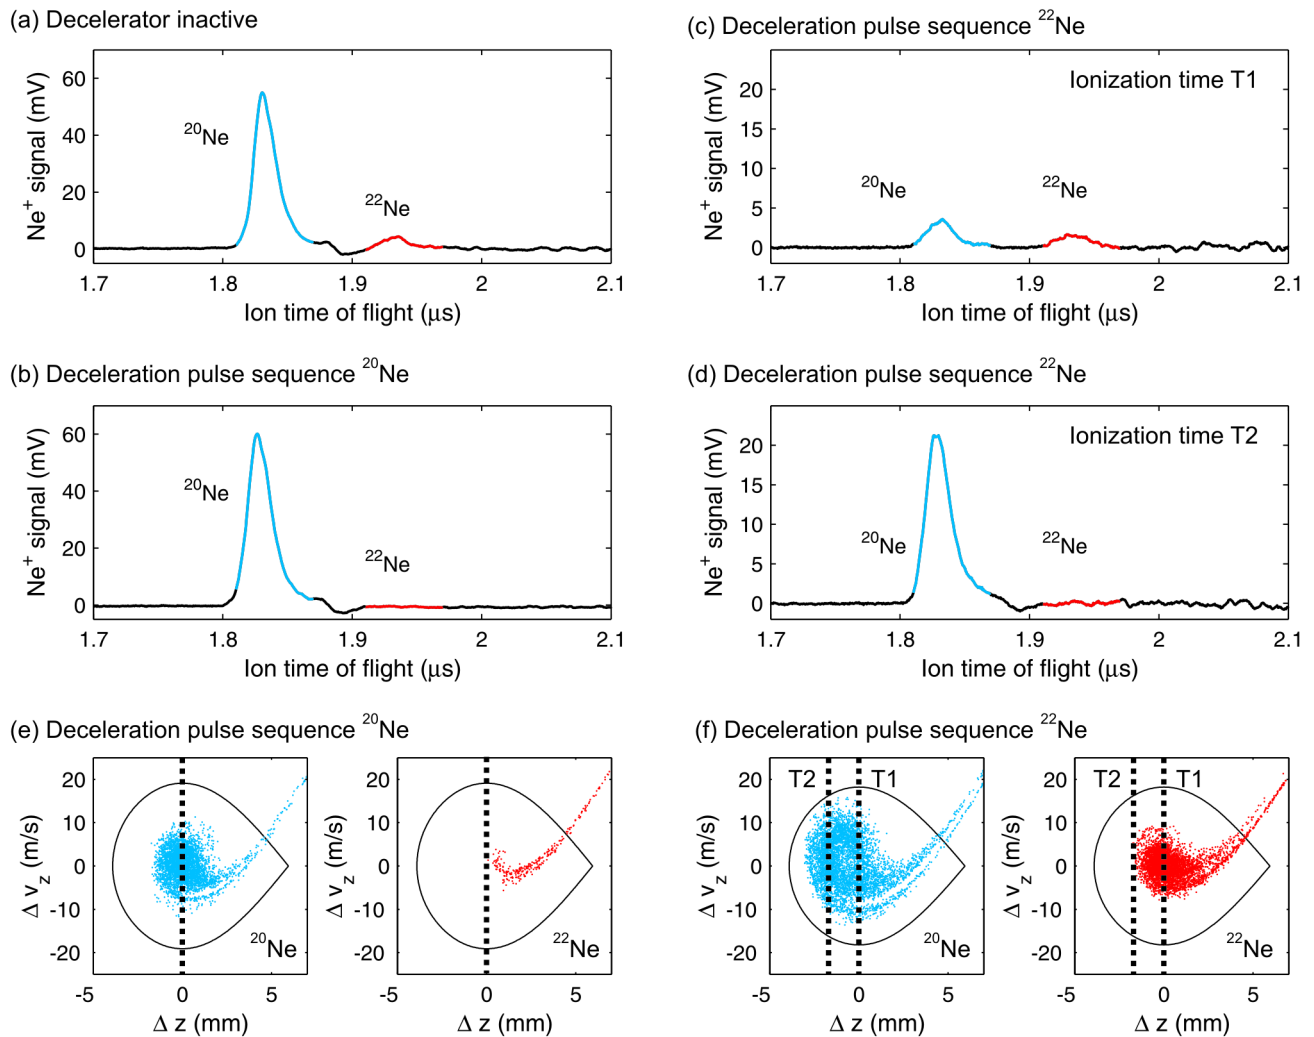 (a) Decelerator inactive
Ne⁺ signal (mV)
60
40
20
0
²⁰Ne
²²Ne
1.7 1.8 1.9 2 2.1
Ion time of flight (μs)
(c) Deceleration pulse sequence ²²Ne
Ionization time T1
Ne⁺ signal (mV)
20
15
10
5
0
²⁰Ne
²²Ne
1.7 1.8 1.9 2 2.1
Ion time of flight (μs)
(b) Deceleration pulse sequence ²⁰Ne
Ne⁺ signal (mV)
60
40
20
0
²⁰Ne
²²Ne
1.7 1.8 1.9 2 2.1
Ion time of flight (μs)
(d) Deceleration pulse sequence ²²Ne
Ionization time T2
Ne⁺ signal (mV)
20
15
10
5
0
²⁰Ne
²²Ne
1.7 1.8 1.9 2 2.1
Ion time of flight (μs)
(e) Deceleration pulse sequence ²⁰Ne
Δ v_z (m/s)
20
10
0
-10
-20
²⁰Ne
-5 0 5
Δ z (mm)
Δ v_z (m/s)
20
10
0
-10
-20
²²Ne
0 5
Δ z (mm)
(f) Deceleration pulse sequence ²²Ne
Δ v_z (m/s)
20
10
0
-10
-20
T2 T1
²⁰Ne
-5 0 5
Δ z (mm)
Δ v_z (m/s)
20
10
0
-10
-20
T2 T1
²²Ne
0 5
Δ z (mm)